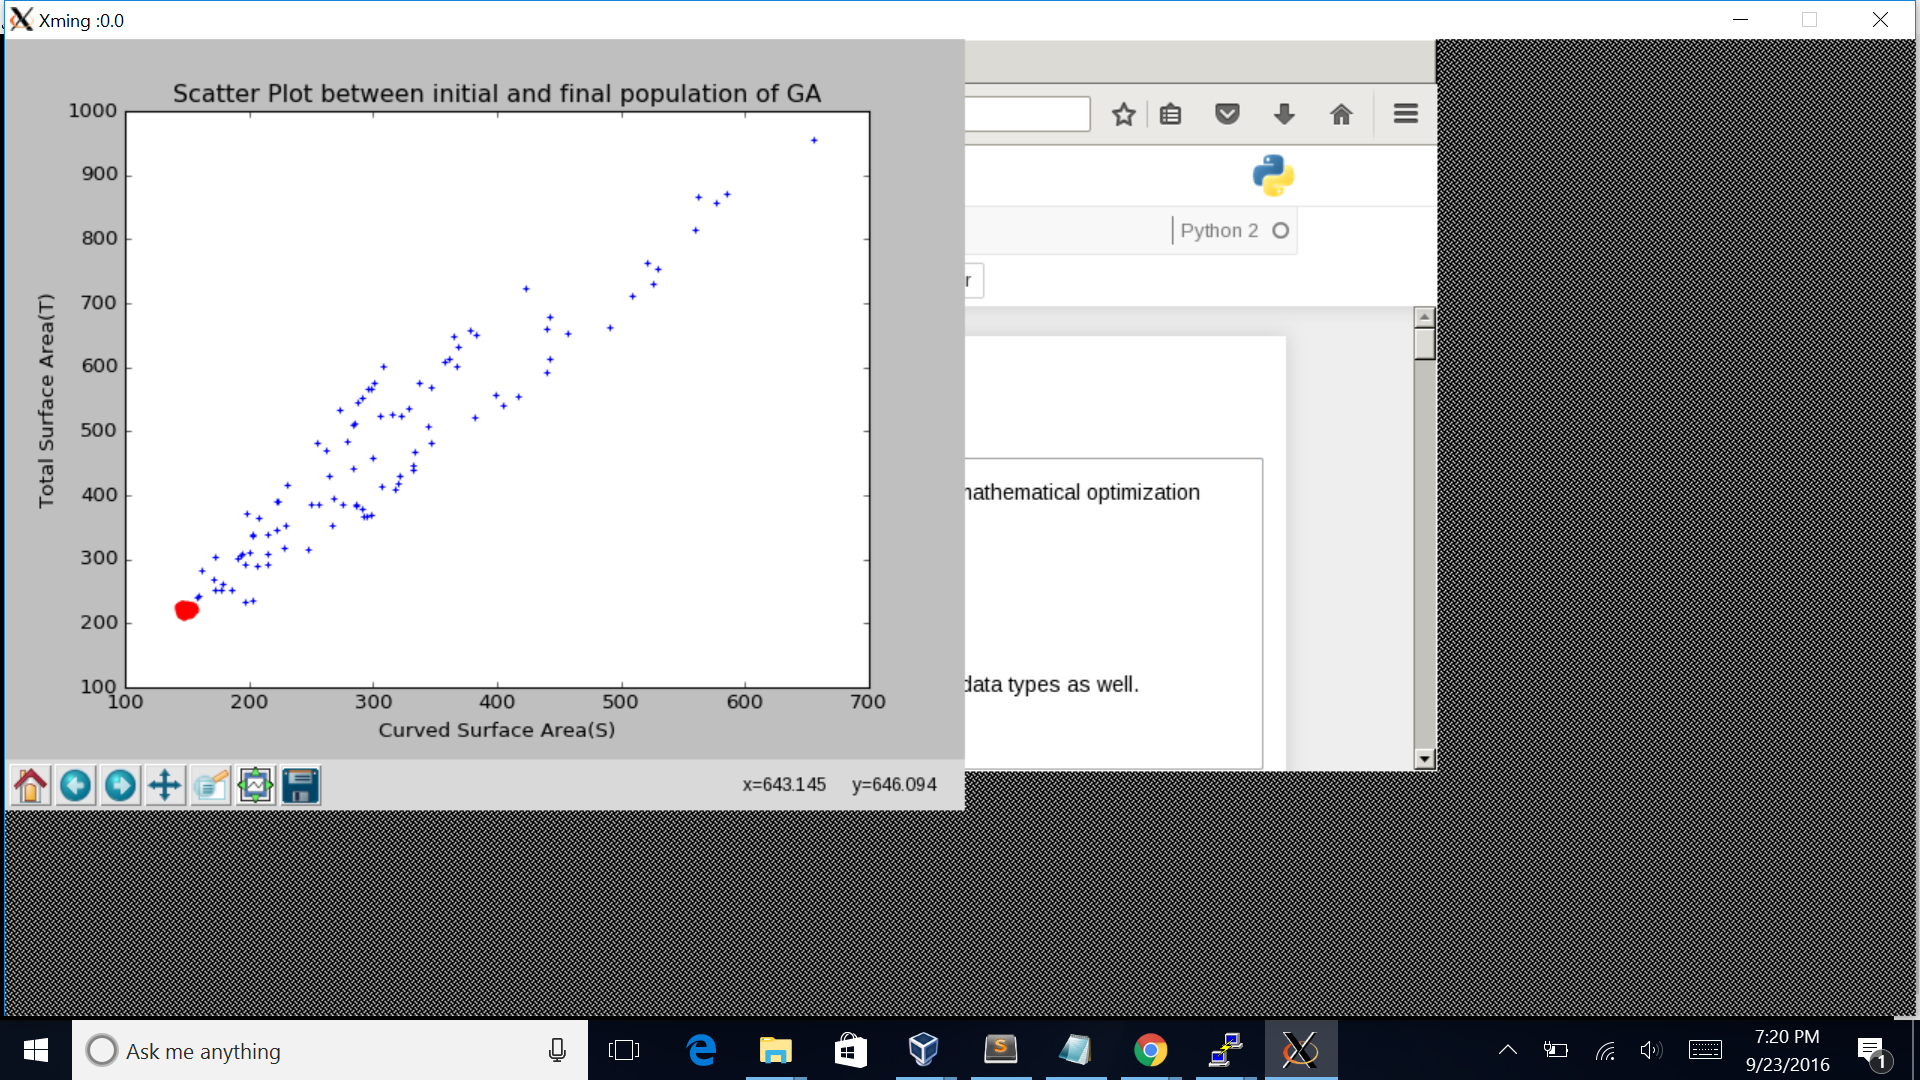 Xming :0.0
Scatter Plot between initial and final population of GA
1000
900
800
700
600
500
400
300
200
100
Total Surface Area(T)
100 200 300 400 500 600 700
Curved Surface Area(S)
x=643.145 y=646.094
Python 2
r
mathematical optimization
data types as well.
Ask me anything
S
7:20 PM
9/23/2016
1